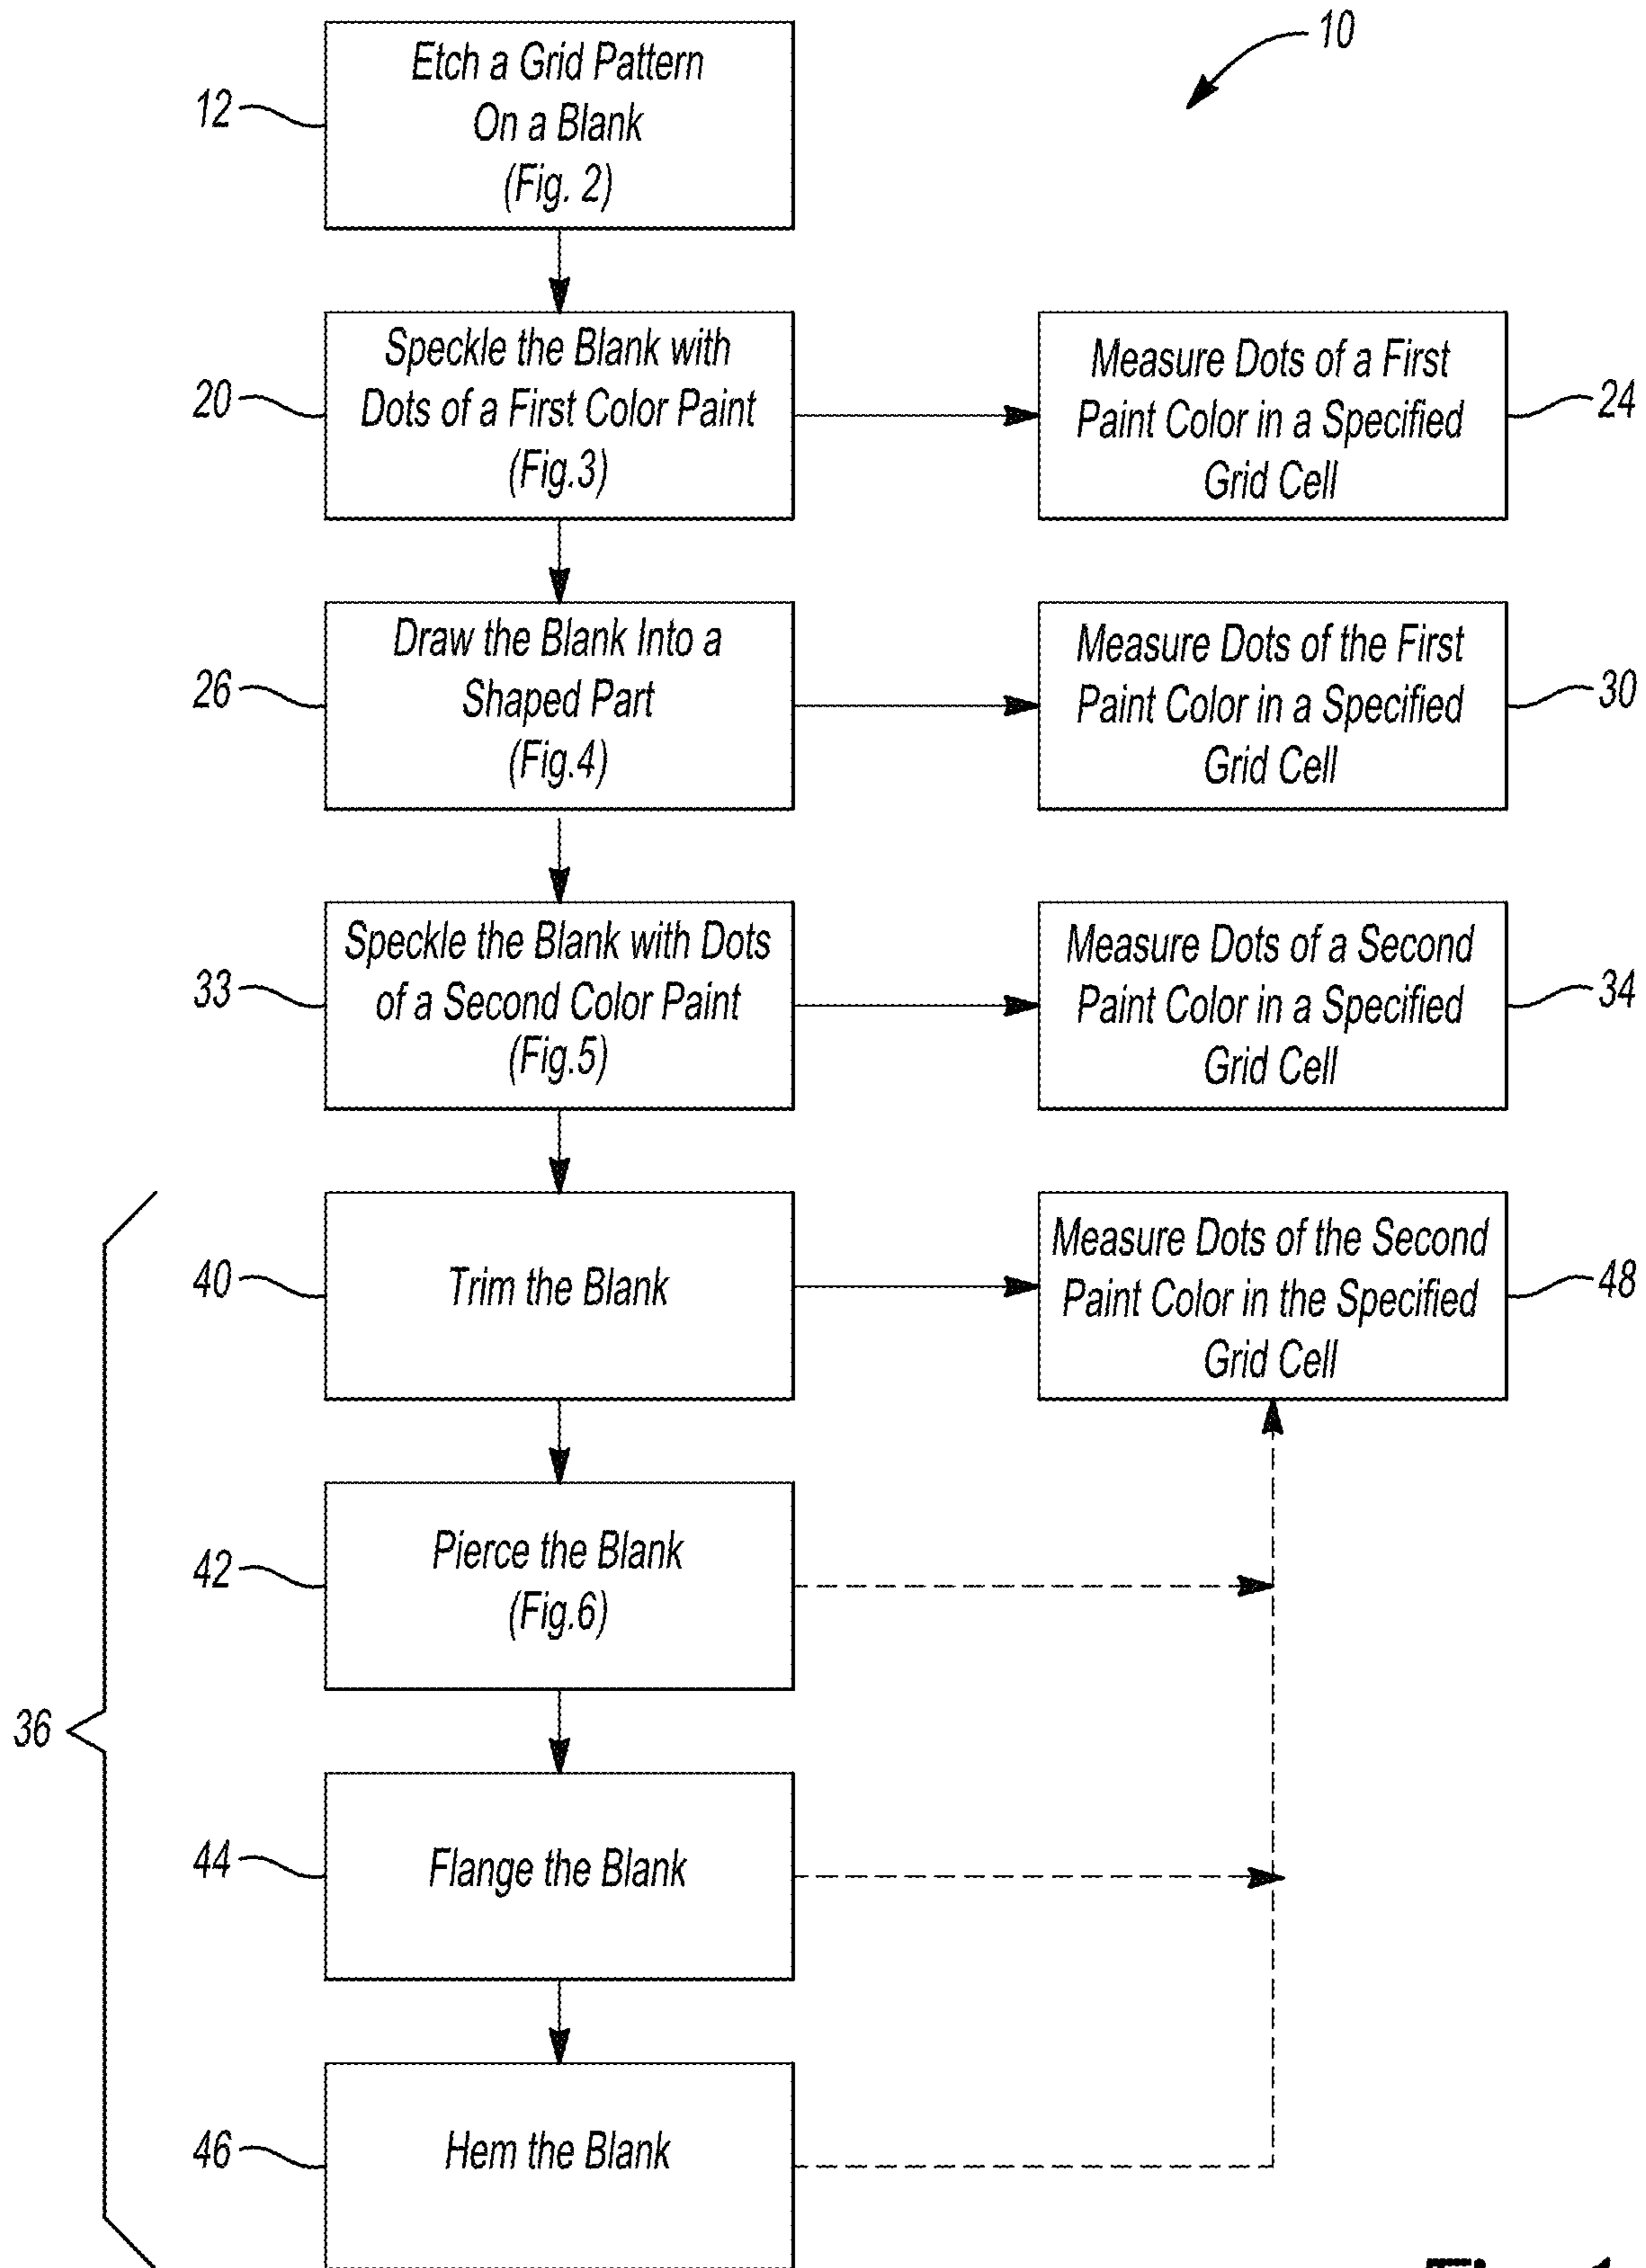 10
12
Etch a Grid Pattern
On a Blank
(Fig. 2)
20
Speckle the Blank with
Dots of a First Color Paint
(Fig.3)
Measure Dots of a First
Paint Color in a Specified
Grid Cell
24
26
Draw the Blank Into a
Shaped Part
(Fig.4)
Measure Dots of the First
Paint Color in a Specified
Grid Cell
30
33
Speckle the Blank with Dots
of a Second Color Paint
(Fig.5)
Measure Dots of a Second
Paint Color in a Specified
Grid Cell
34
36
40
Trim the Blank
Measure Dots of the Second
Paint Color in the Specified
Grid Cell
48
42
Pierce the Blank
(Fig.6)
44
Flange the Blank
46
Hem the Blank